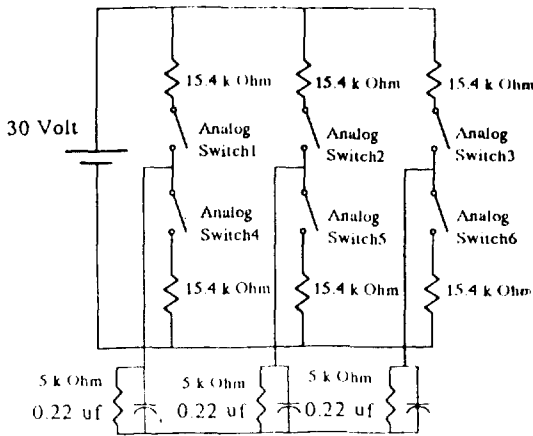 15.4 k Ohm
15.4 k Ohm
15.4 k Ohm
30 Volt
Analog
Switch1
Analog
Switch2
Analog
Switch3
Analog
Switch4
Analog
Switch5
Analog
Switch6
15.4 k Ohm
15.4 k Ohm
15.4 k Ohm
5 k Ohm
5 k Ohm
5 k Ohm
0.22 uf
0.22 uf
0.22 uf